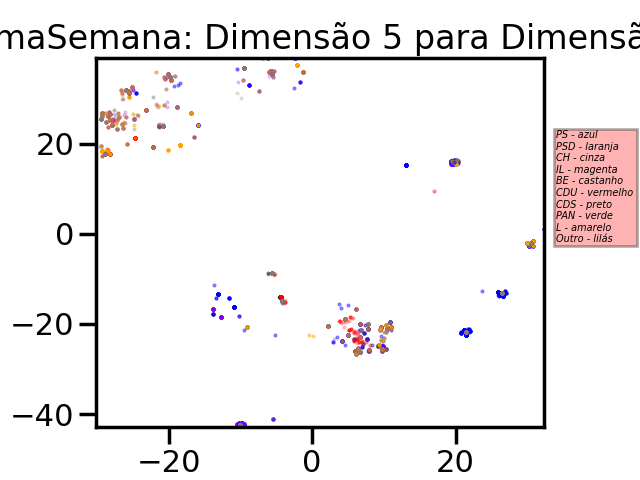 maSemana: Dimensão 5 para Dimensã
PS - azul
PSD - laranja
CH - cinza
IL - magenta
BE - castanho
CDU - vermelho
CDS - preto
PAN - verde
L - amarelo
Outro - lilás
20
0
−20
−40
−20 0 20